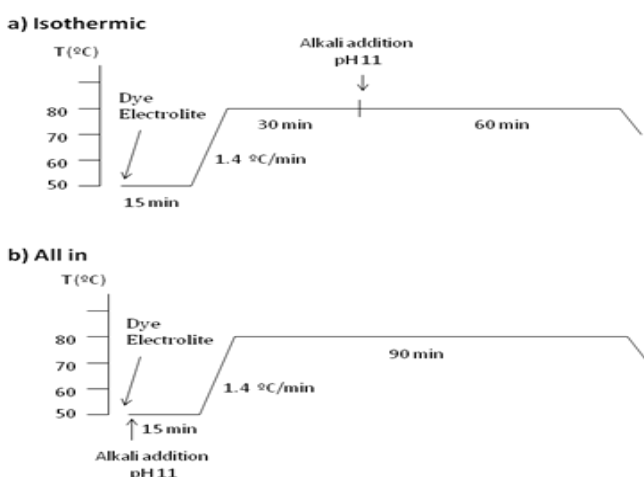 a) Isothermic
T(ºC)
Alkali addition
pH 11
Dye
Electrolite
80
70
60
50
30 min
60 min
1.4 ºC/min
15 min
b) All in
T(ºC)
Dye
Electrolite
80
70
60
50
90 min
1.4 ºC/min
15 min
Alkali addition
pH 11